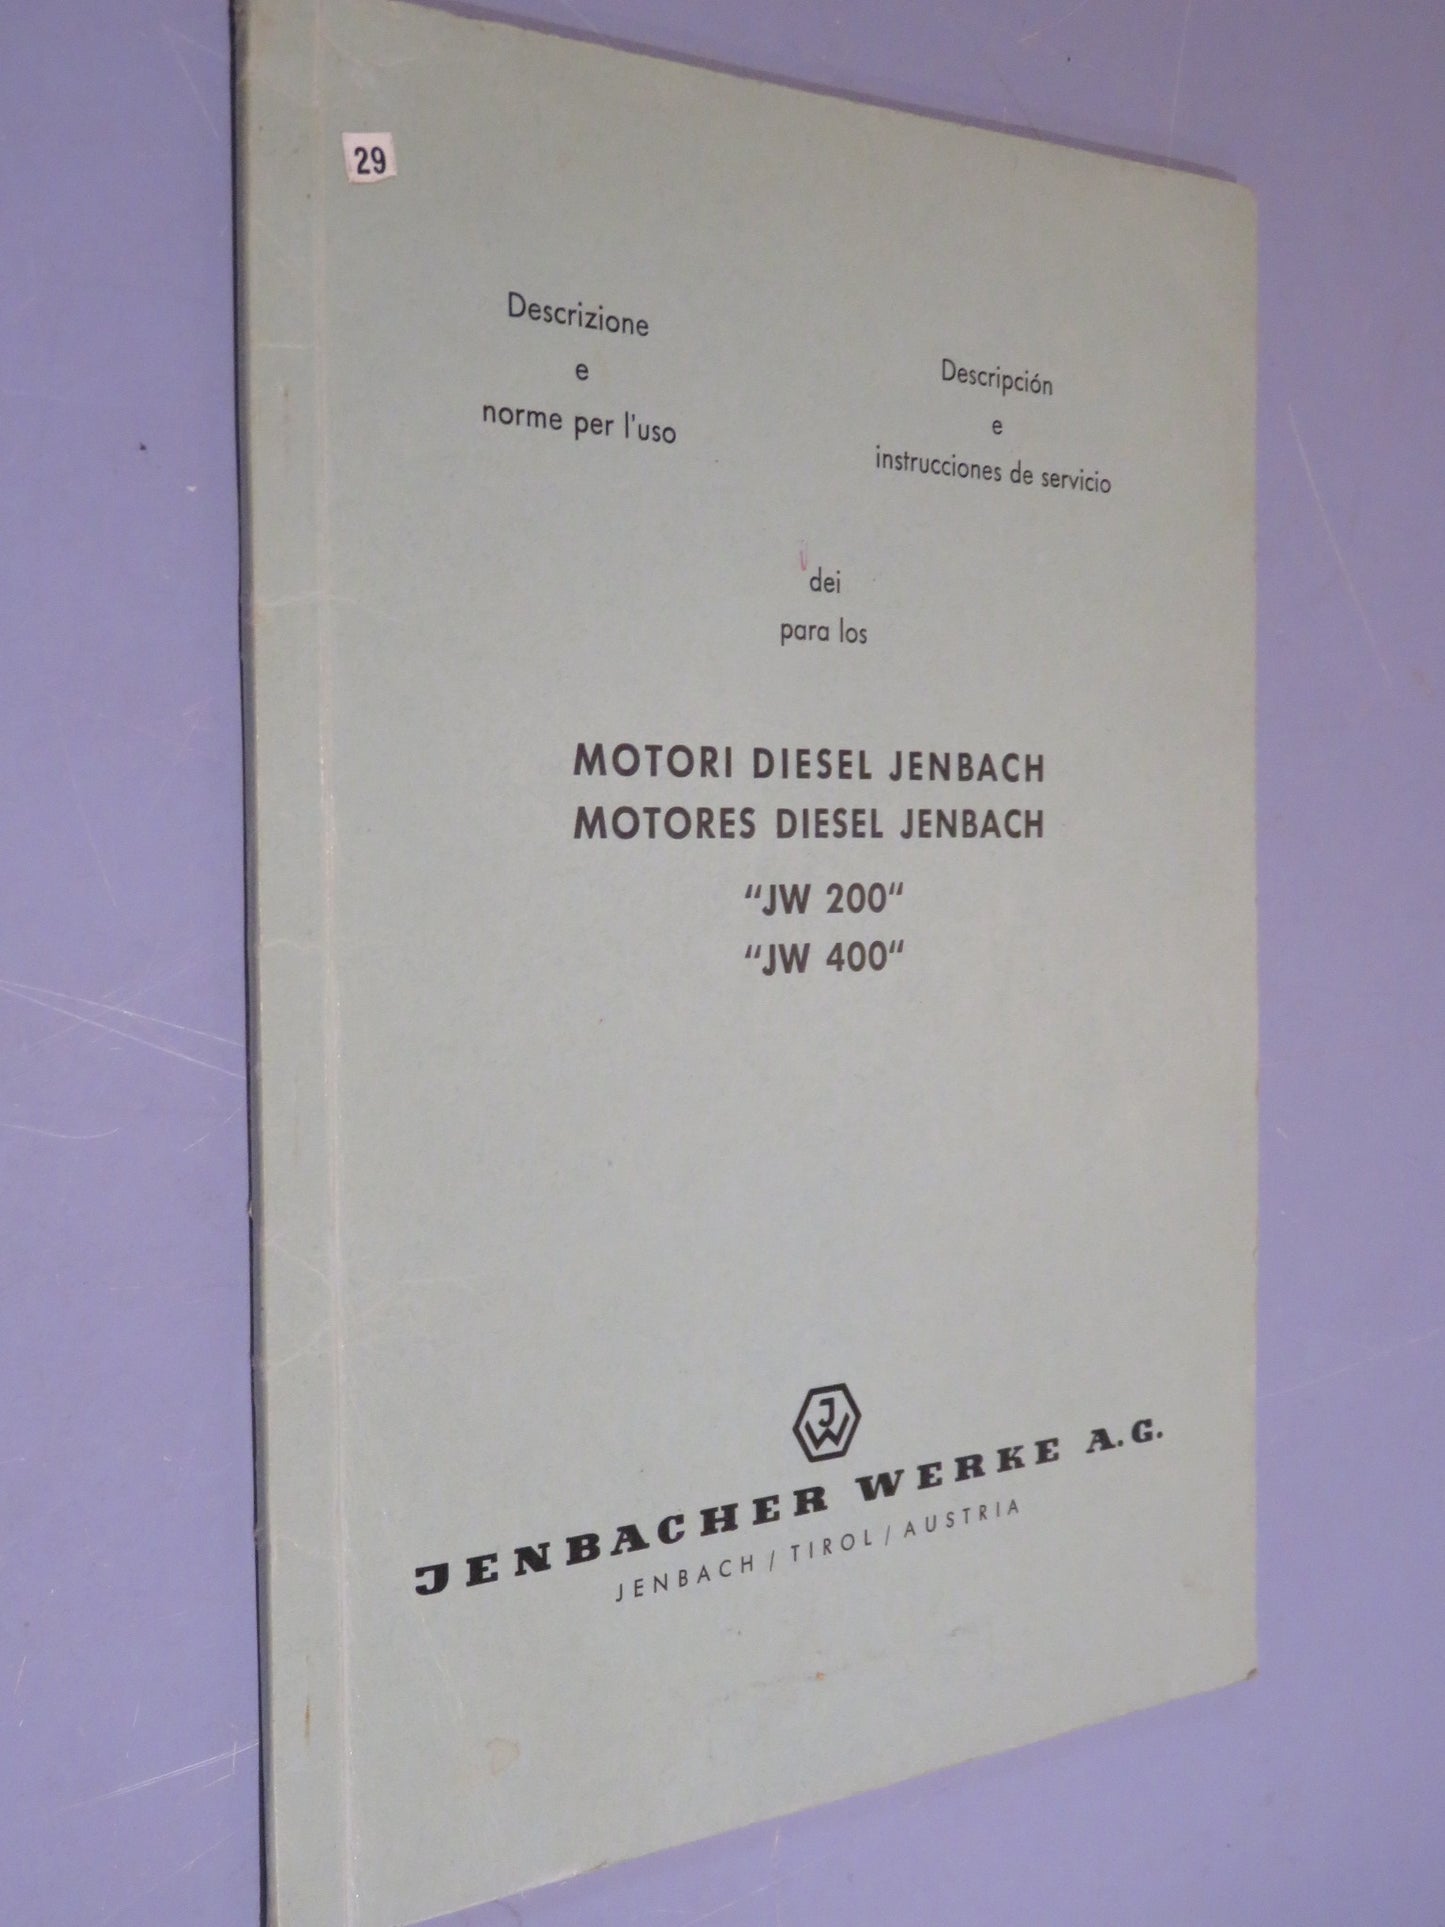 29
Descrizione
e
norme per l'uso
Descripción
e
instrucciones de servicio
dei
para los
MOTORI DIESEL JENBACH
MOTORES DIESEL JENBACH
“JW 200“
“JW 400“
JW
JENBACHER WERKE A.G.
JENBACH / TIROL / AUSTRIA